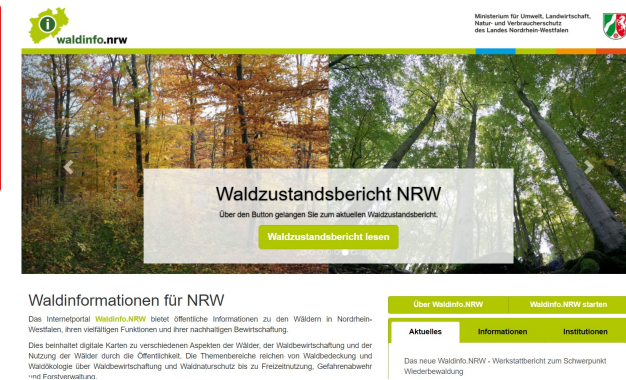 waldinfo.nrw
Ministerium für Umwelt, Landwirtschaft,
Natur- und Verbraucherschutz
des Landes Nordrhein-Westfalen
Waldzustandsbericht NRW
Über den Button gelangen Sie zum aktuellen Waldzustandsbericht.
Waldzustandsbericht lesen
Waldinformationen für NRW
Das Internetportal Waldinfo.NRW bietet öffentliche Informationen zu den Wäldern in Nordrhein-
Westfalen, ihren vielfältigen Funktionen und ihrer nachhaltigen Bewirtschaftung.
Dies beinhaltet digitale Karten zu verschiedenen Aspekten der Wälder, der Waldbewirtschaftung und der
Nutzung der Wälder durch die Öffentlichkeit. Die Themenbereiche reichen von Waldbedeckung und
Waldökologie über Waldbewirtschaftung und Waldnaturschutz bis zu Freizeitnutzung, Gefahrenabwehr
und Forstverwaltung.
Über Waldinfo.NRW
Waldinfo.NRW starten
Aktuelles
Informationen
Institutionen
Das neue Waldinfo.NRW - Werkstattbericht zum Schwerpunkt
Wiederbewaldung